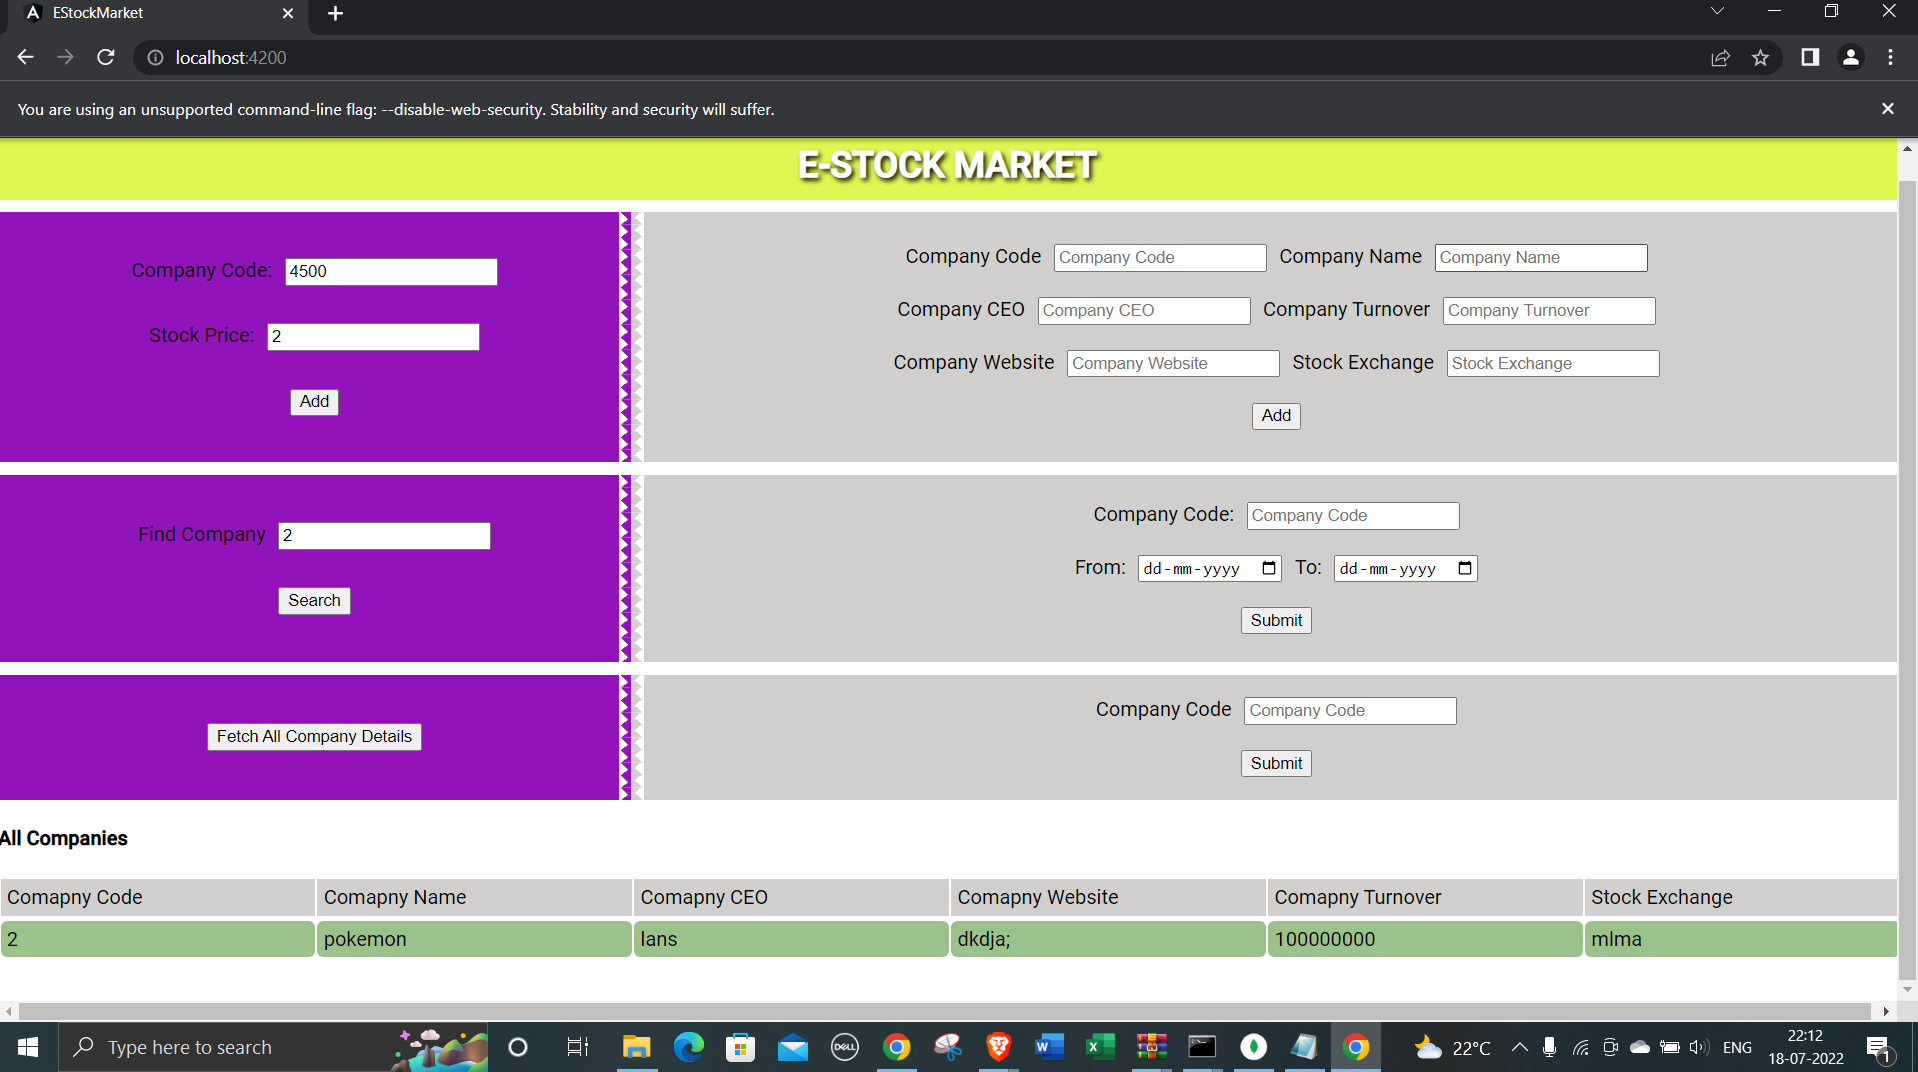 EStockMarket
localhost:4200
You are using an unsupported command-line flag: --disable-web-security. Stability and security will suffer.
E-STOCK MARKET
Company Code: 4500
Stock Price: 2
Add
Company Code Company Code Company Name Company Name
Company CEO Company CEO Company Turnover Company Turnover
Company Website Company Website Stock Exchange Stock Exchange
Add
Find Company 2
Search
Company Code: Company Code
From: dd-mm-yyyy To: dd-mm-yyyy
Submit
Fetch All Company Details
Company Code Company Code
Submit
All Companies
Comapny Code Comapny Name Comapny CEO Comapny Website Comapny Turnover Stock Exchange
2 pokemon lans dkdja; 100000000 mlma
Type here to search
DELL
W
X
22°C
ENG
22:12
18-07-2022
1